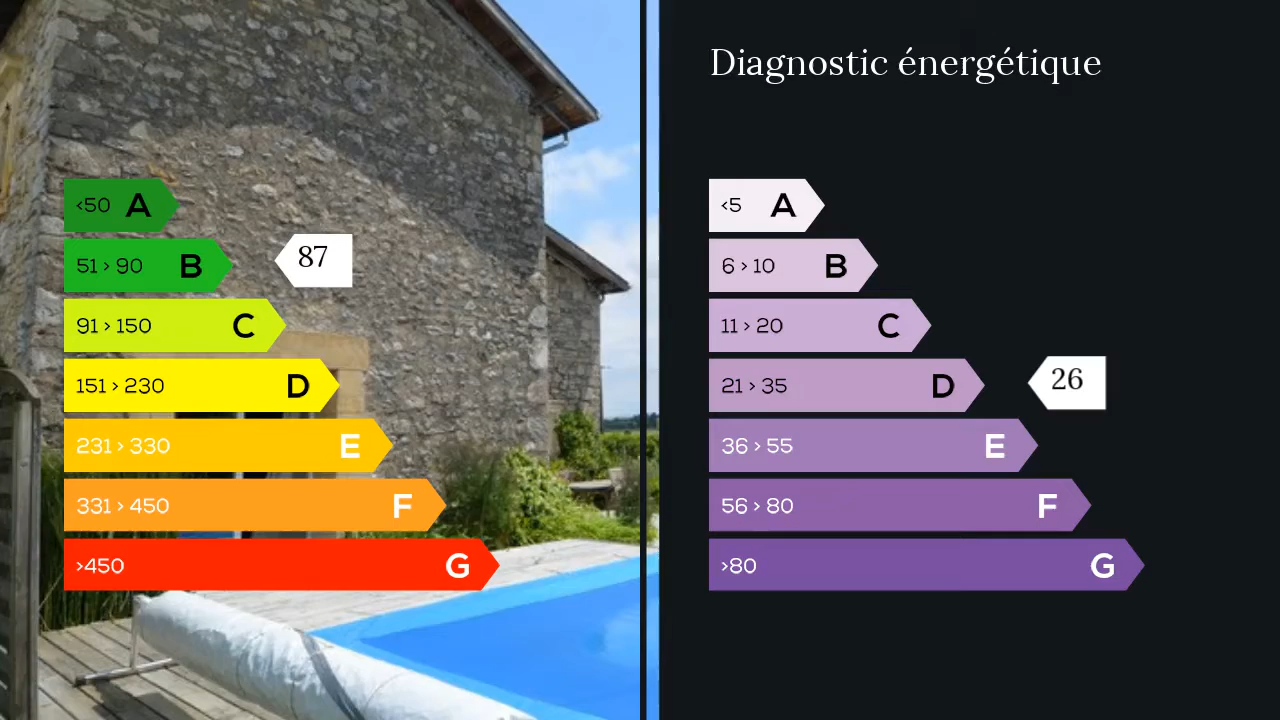 Diagnostic énergétique
<50 A
51 > 90 B
87
91 > 150 C
151 > 230 D
231 > 330 E
331 > 450 F
>450 G
<5 A
6 > 10 B
11 > 20 C
21 > 35 D
26
36 > 55 E
56 > 80 F
>80 G